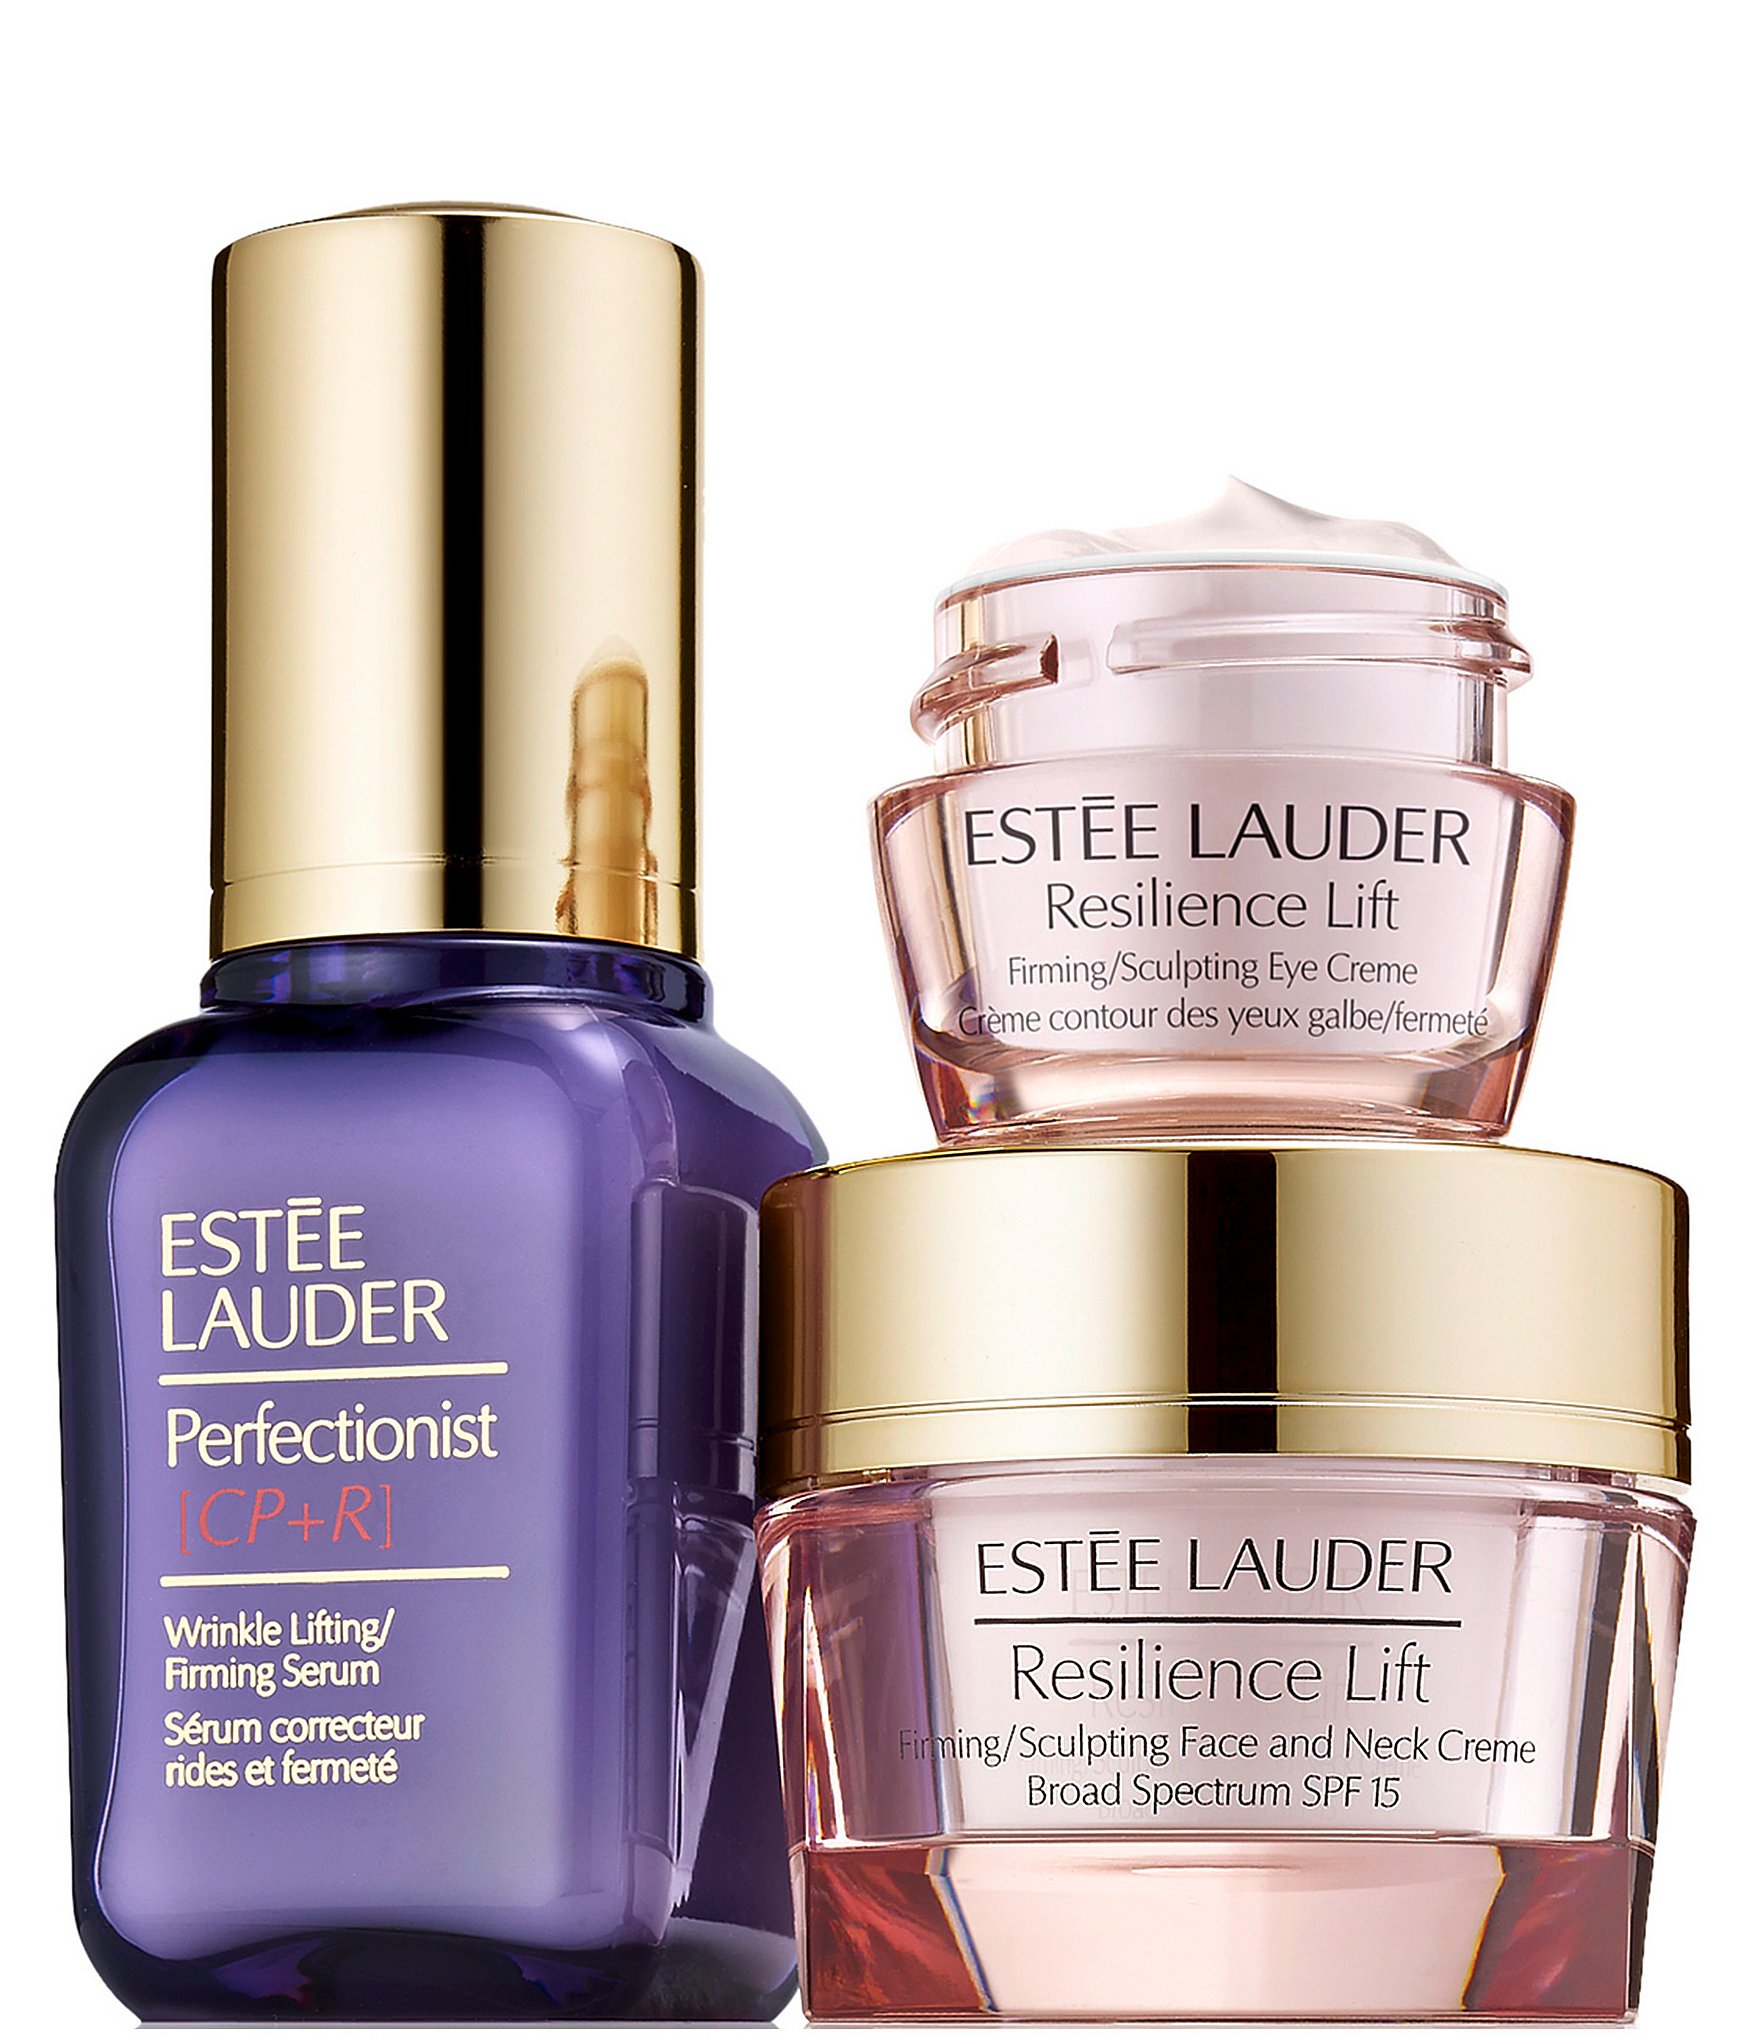 ESTĒE
LAUDER
Perfectionist
[CP+R]
Wrinkle Lifting/
Firming Serum
Sérum correcteur
rides et fermeté
ESTĒE LAUDER
Resilience Lift
Firming/Sculpting Eye Creme
Crème contour des yeux galbe/fermeté
ESTĒE LAUDER
Resilience Lift
Firming/Sculpting Face and Neck Creme
Broad Spectrum SPF 15